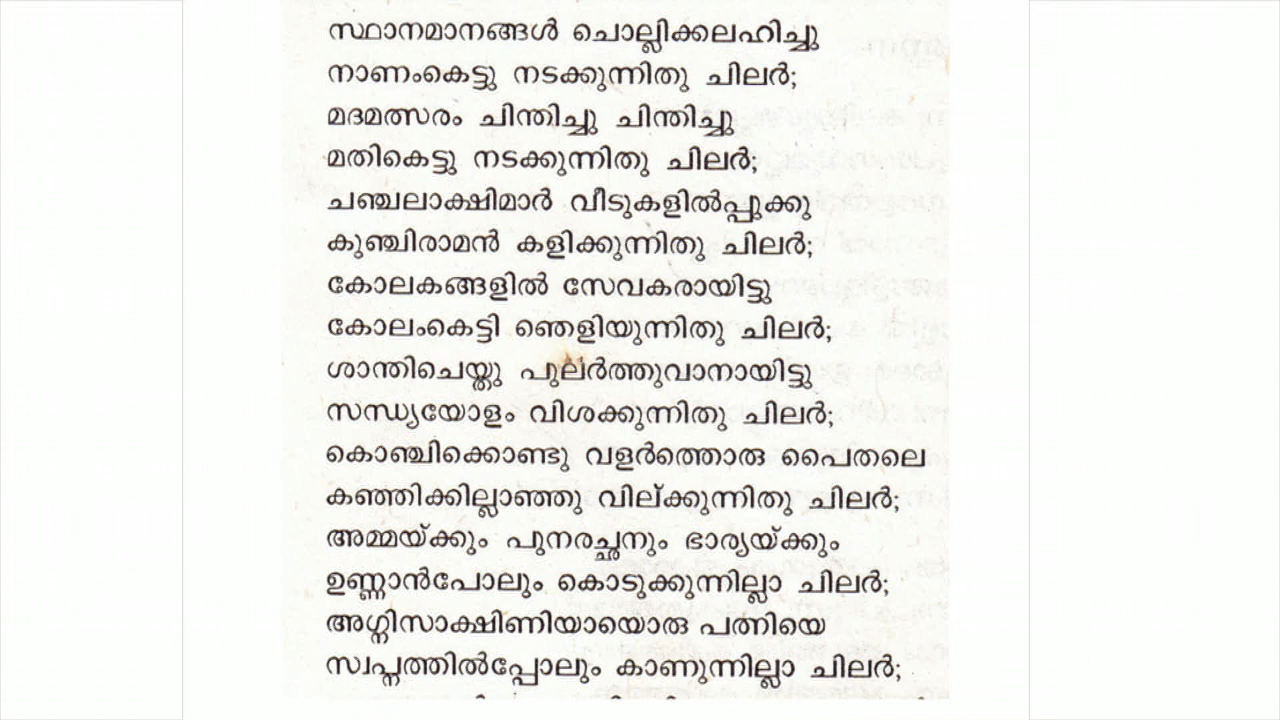 സ്ഥാനമാനങ്ങൾ ചൊല്ലിക്കലഹിച്ചു
നാണംകെട്ടു നടക്കുന്നിതു ചിലർ;
മദമത്സരം ചിന്തിച്ചു ചിന്തിച്ചു
മതികെട്ടു നടക്കുന്നിതു ചിലർ;
ചഞ്ചലാക്ഷിമാർ വീടുകളിൽപ്പുക്കു
കുഞ്ചിരാമൻ കളിക്കുന്നിതു ചിലർ;
കോലകങ്ങളിൽ സേവകരായിട്ടു
കോലംകെട്ടി ഞെളിയുന്നിതു ചിലർ;
ശാന്തിചെയ്തു പുലർത്തുവാനായിട്ടു
സന്ധ്യയോളം വിശക്കുന്നിതു ചിലർ;
കൊഞ്ചിക്കൊണ്ടു വളർത്തൊരു പൈതലെ
കഞ്ഞിക്കില്ലാഞ്ഞു വില്ക്കുന്നിതു ചിലർ;
അമ്മയ്ക്കും പുനരച്ഛനും ഭാര്യയ്ക്കും
ഉണ്ണാൻപോലും കൊടുക്കുന്നില്ലാ ചിലർ;
അഗ്നിസാക്ഷിണിയായൊരു പത്നിയെ
സ്വപ്നത്തിൽപ്പോലും കാണുന്നില്ലാ ചിലർ;